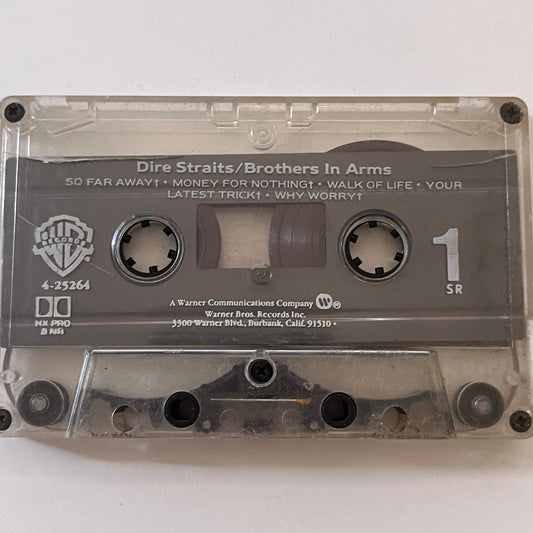 Dire Straits/Brothers In Arms
SO FAR AWAY† • MONEY FOR NOTHING† • WALK OF LIFE • YOUR
LATEST TRICK† • WHY WORRY†
WB
RECORDS
4-25264
1
SR
HX PRO
B NR
A Warner Communications Company ®
Warner Bros. Records Inc.
3300 Warner Blvd., Burbank, Calif. 91510 •